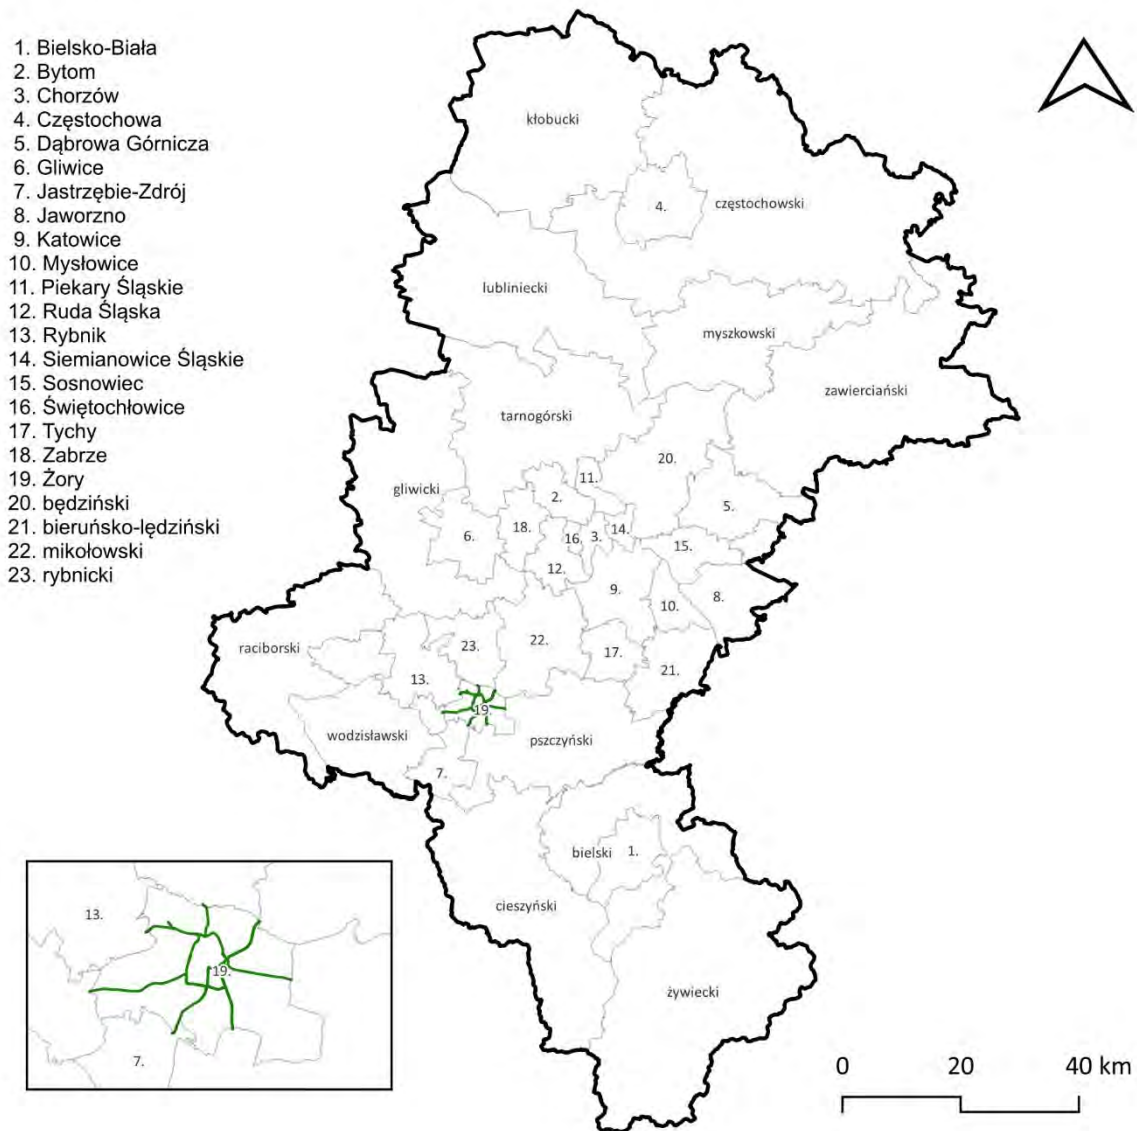 1. Bielsko-Biała
2. Bytom
3. Chorzów
4. Częstochowa
5. Dąbrowa Górnicza
6. Gliwice
7. Jastrzębie-Zdrój
8. Jaworzno
9. Katowice
10. Mysłowice
11. Piekary Śląskie
12. Ruda Śląska
13. Rybnik
14. Siemianowice Śląskie
15. Sosnowiec
16. Świętochłowice
17. Tychy
18. Zabrze
19. Żory
20. będziński
21. bieruńsko-lędziński
22. mikołowski
23. rybnicki
kłobucki
4.
częstochowski
lubliniecki
myszkowski
zawierciański
tarnogórski
20.
11.
gliwicki
2.
5.
6.
18.
16.
3.
14.
15.
12.
9.
10.
8.
raciborski
23.
22.
17.
21.
13.
19.
wodzisławski
pszczyński
7.
bielski
1.
cieszyński
żywiecki
13.
19.
7.
0 20 40 km